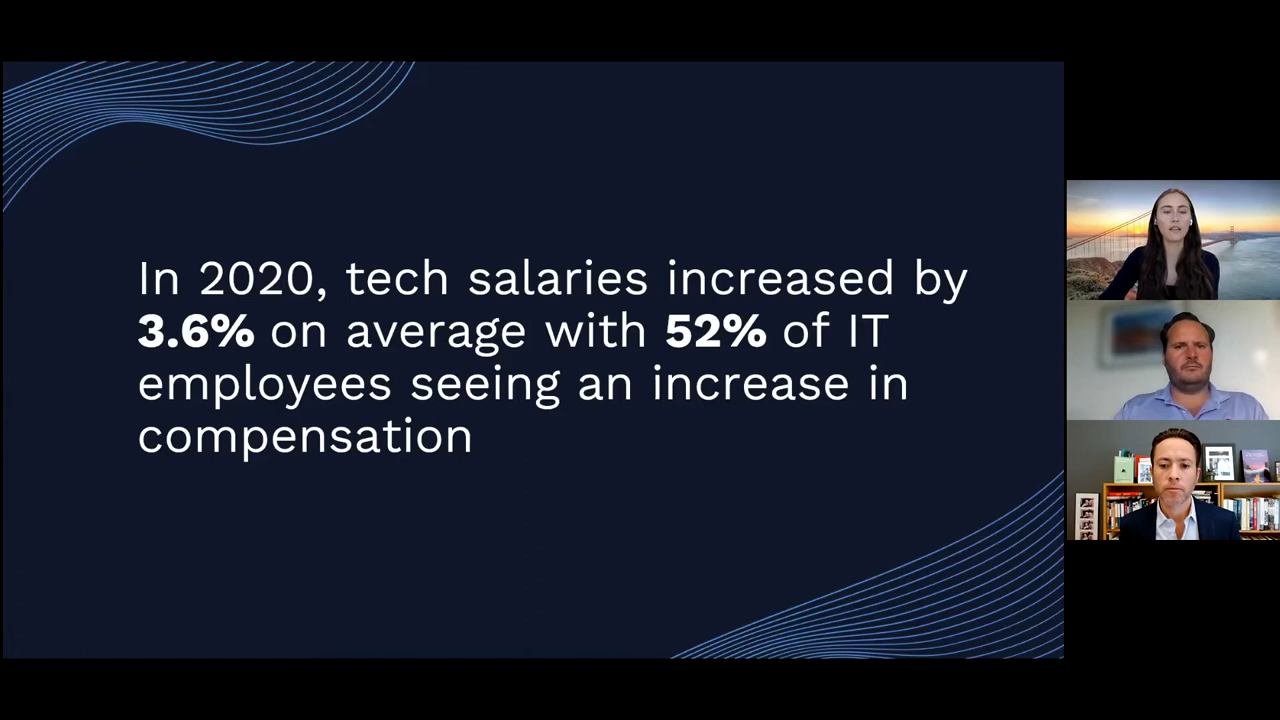 In 2020, tech salaries increased by
3.6% on average with 52% of IT
employees seeing an increase in
compensation